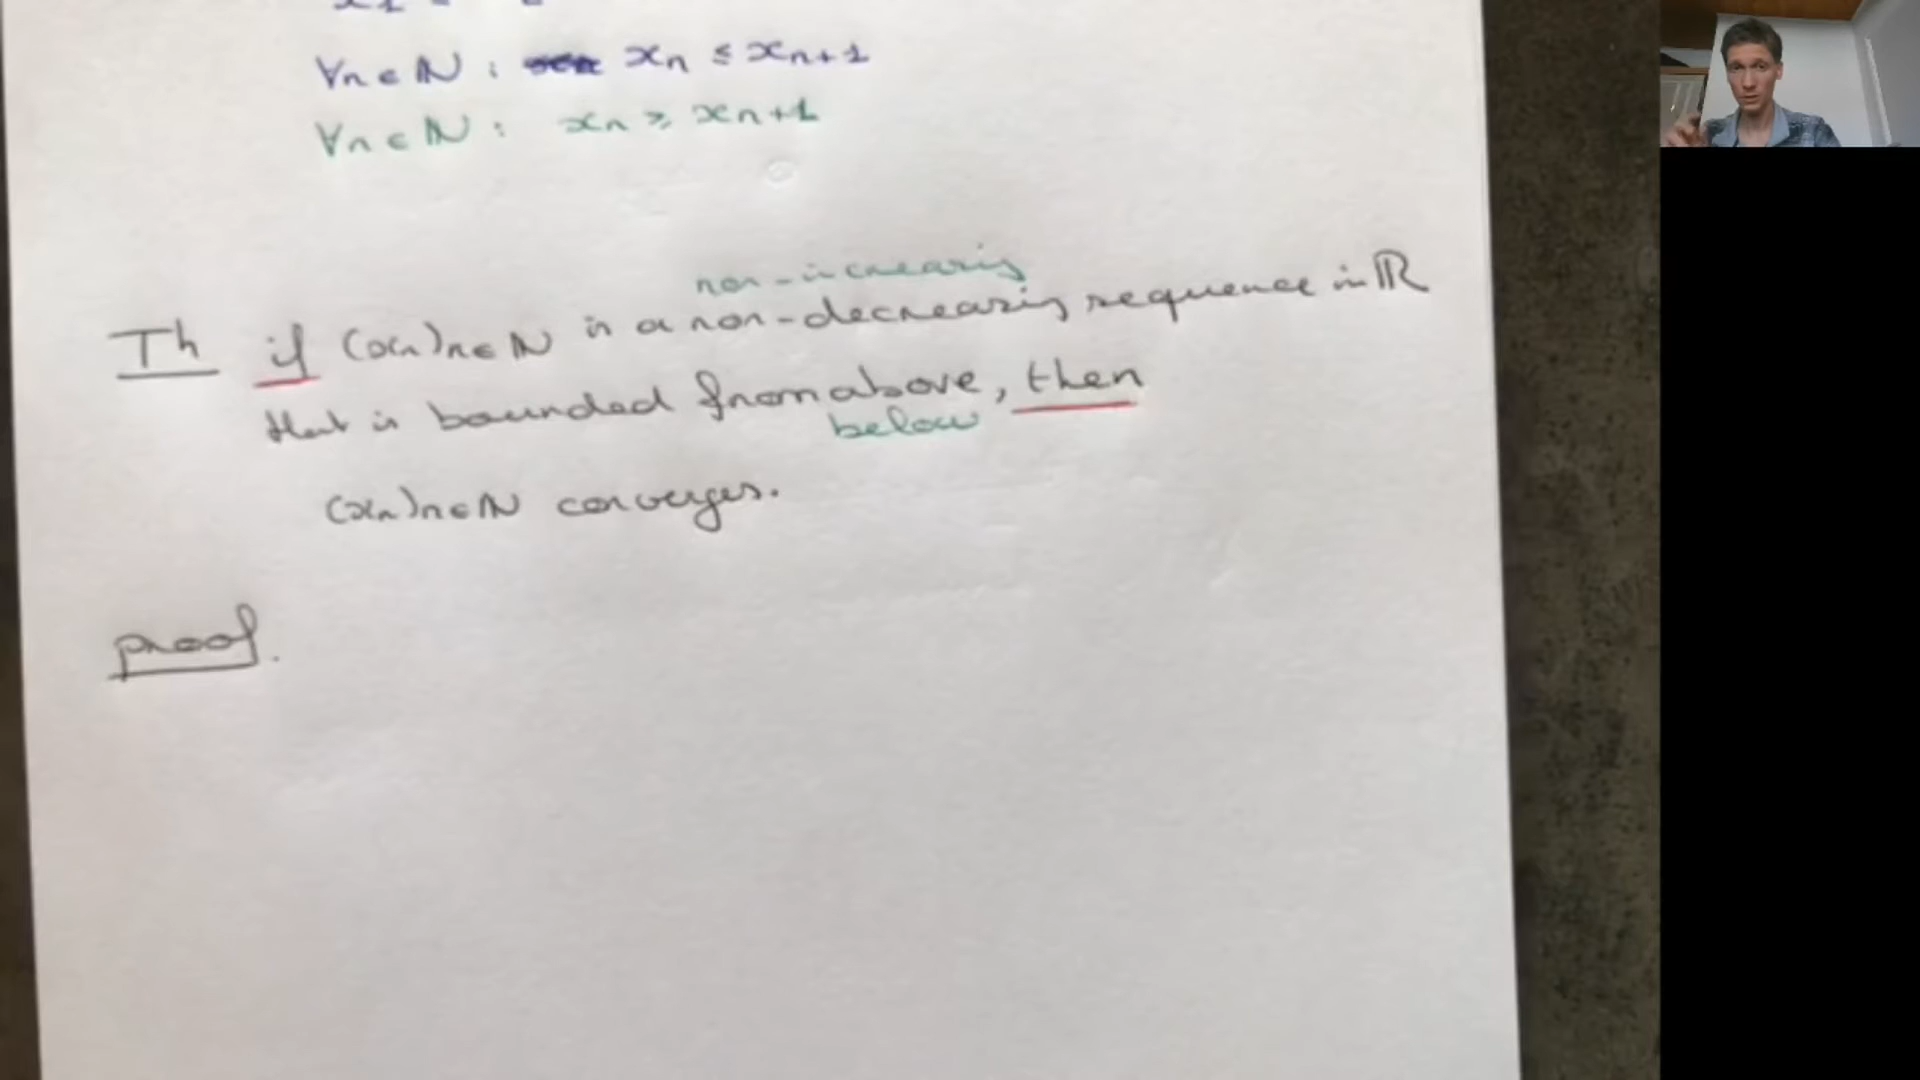 ∀n∈ℕ : xn ≤ xn+1
∀n∈ℕ : xn ≥ xn+1
non-increasing
Th if (xn)n∈ℕ is a non-decreasing sequence in ℝ
that is bounded from above, then
below
(xn)n∈ℕ converges.
proof.